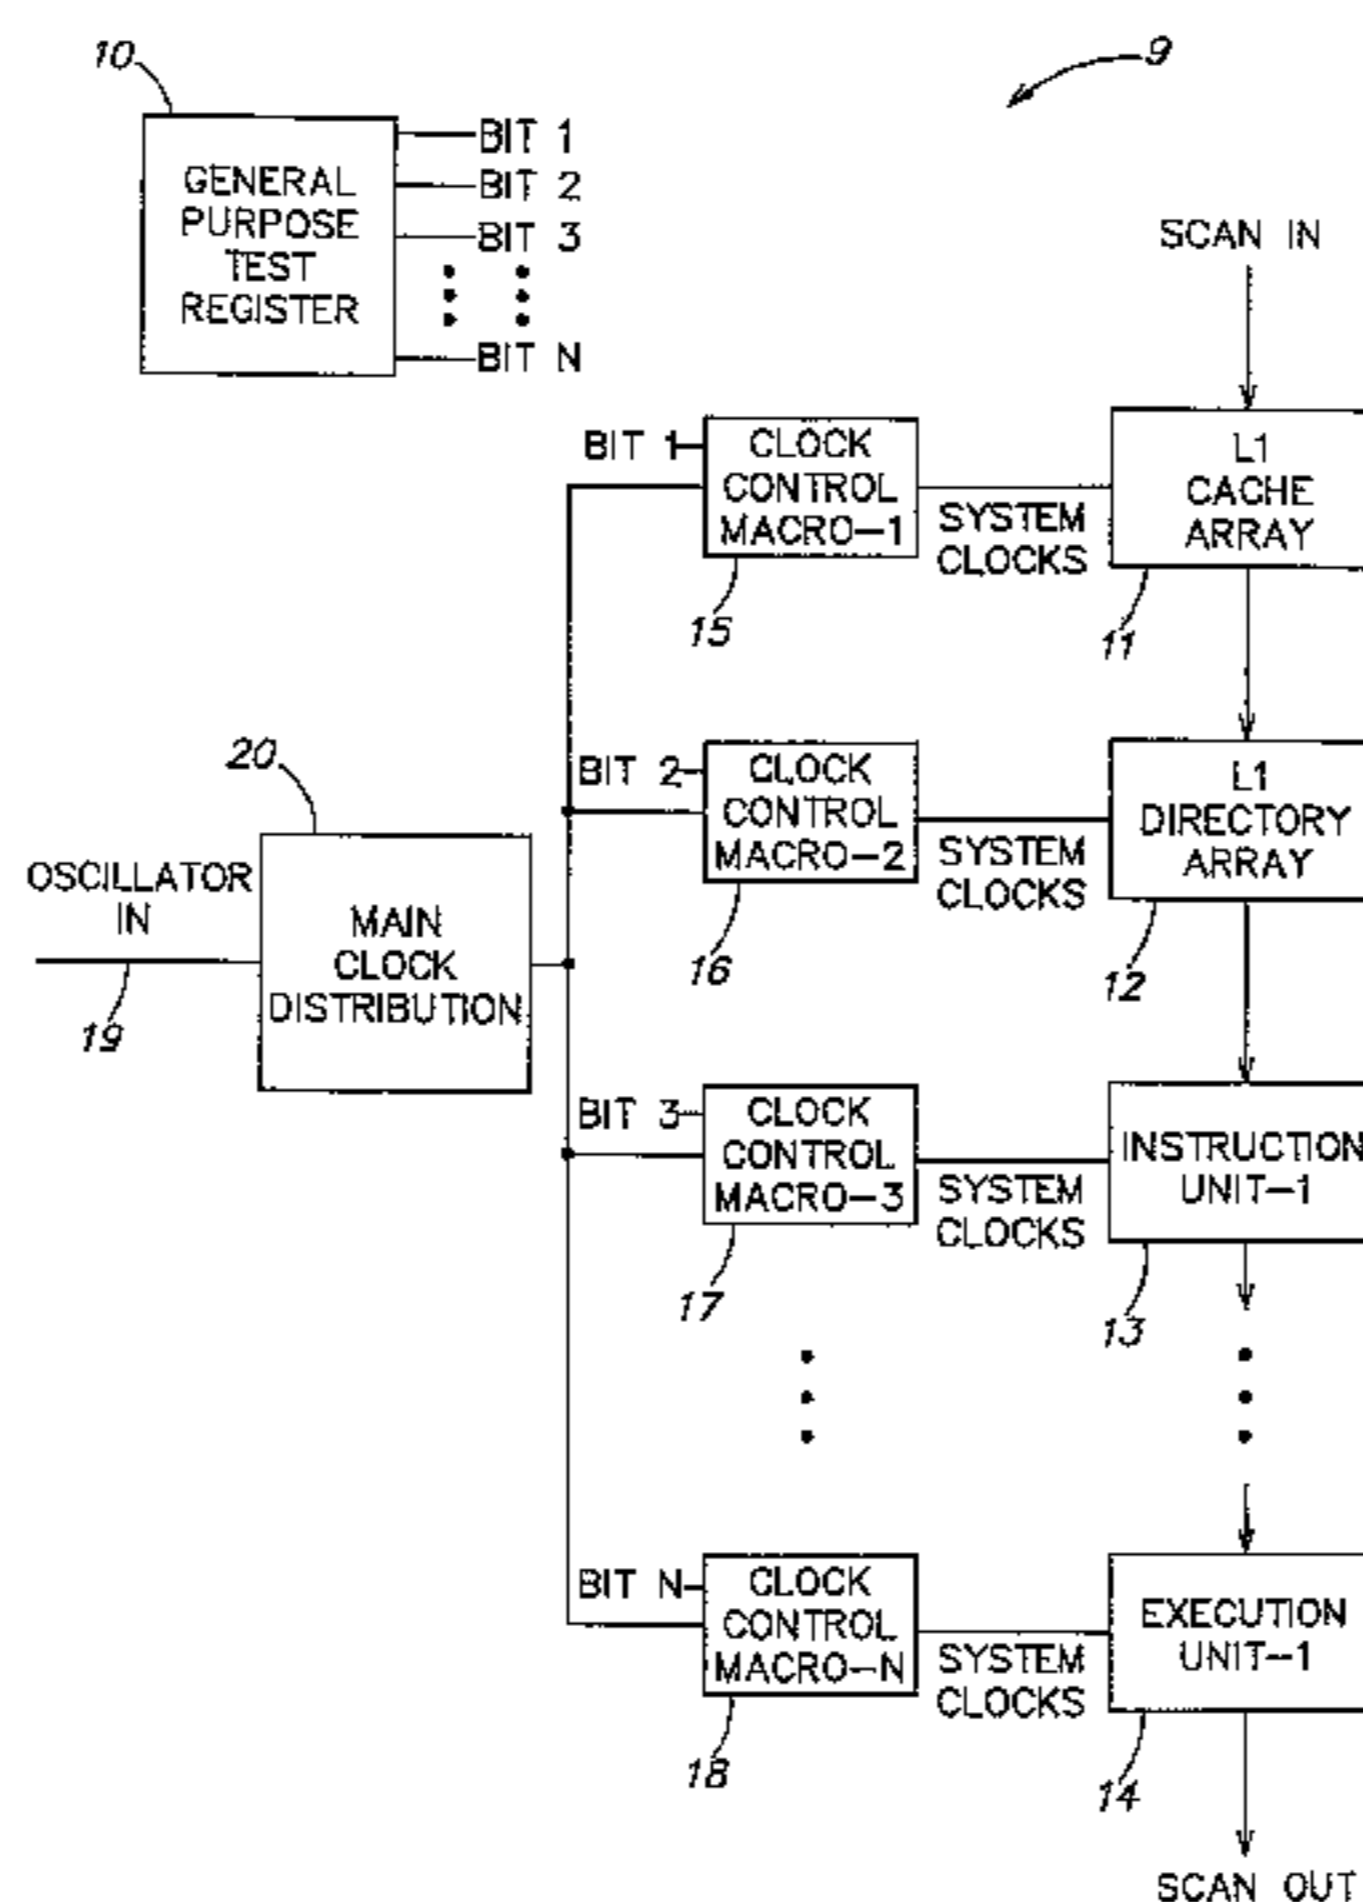 10
9
GENERAL
PURPOSE
TEST
REGISTER
BIT 1
BIT 2
BIT 3
BIT N
SCAN IN
BIT 1
CLOCK
CONTROL
MACRO-1
15
SYSTEM
CLOCKS
L1
CACHE
ARRAY
11
BIT 2
CLOCK
CONTROL
MACRO-2
16
SYSTEM
CLOCKS
L1
DIRECTORY
ARRAY
12
20
OSCILLATOR
IN
19
MAIN
CLOCK
DISTRIBUTION
BIT 3
CLOCK
CONTROL
MACRO-3
17
SYSTEM
CLOCKS
INSTRUCTION
UNIT-1
13
BIT N
CLOCK
CONTROL
MACRO-N
18
SYSTEM
CLOCKS
EXECUTION
UNIT-1
14
SCAN OUT